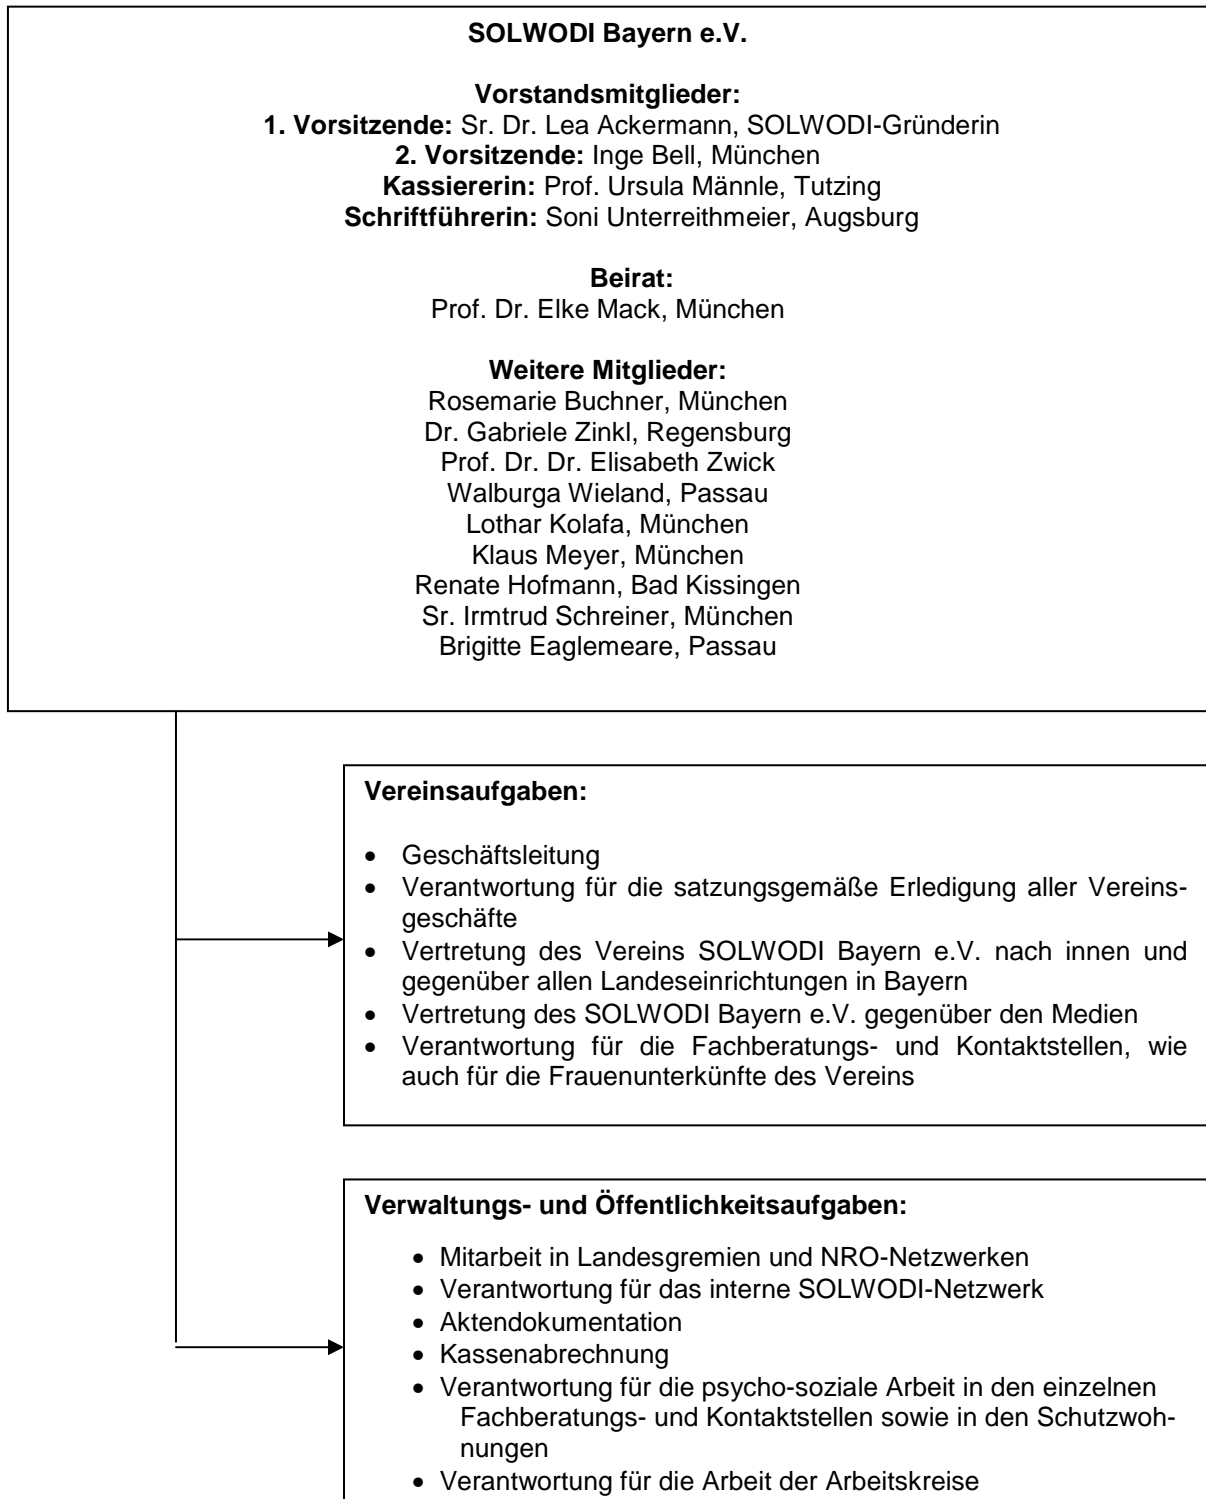 SOLWODI Bayern e.V.
Vorstandsmitglieder:
1. Vorsitzende: Sr. Dr. Lea Ackermann, SOLWODI-Gründerin
2. Vorsitzende: Inge Bell, München
Kassiererin: Prof. Ursula Männle, Tutzing
Schriftführerin: Soni Unterreithmeier, Augsburg
Beirat:
Prof. Dr. Elke Mack, München
Weitere Mitglieder:
Rosemarie Buchner, München
Dr. Gabriele Zinkl, Regensburg
Prof. Dr. Dr. Elisabeth Zwick
Walburga Wieland, Passau
Lothar Kolafa, München
Klaus Meyer, München
Renate Hofmann, Bad Kissingen
Sr. Irmtrud Schreiner, München
Brigitte Eaglemeare, Passau
Vereinsaufgaben:
• Geschäftsleitung
• Verantwortung für die satzungsgemäße Erledigung aller Vereins-
geschäfte
• Vertretung des Vereins SOLWODI Bayern e.V. nach innen und
gegenüber allen Landeseinrichtungen in Bayern
• Vertretung des SOLWODI Bayern e.V. gegenüber den Medien
• Verantwortung für die Fachberatungs- und Kontaktstellen, wie
auch für die Frauenunterkünfte des Vereins
Verwaltungs- und Öffentlichkeitsaufgaben:
• Mitarbeit in Landesgremien und NRO-Netzwerken
• Verantwortung für das interne SOLWODI-Netzwerk
• Aktendokumentation
• Kassenabrechnung
• Verantwortung für die psycho-soziale Arbeit in den einzelnen
Fachberatungs- und Kontaktstellen sowie in den Schutzwoh-
nungen
• Verantwortung für die Arbeit der Arbeitskreise